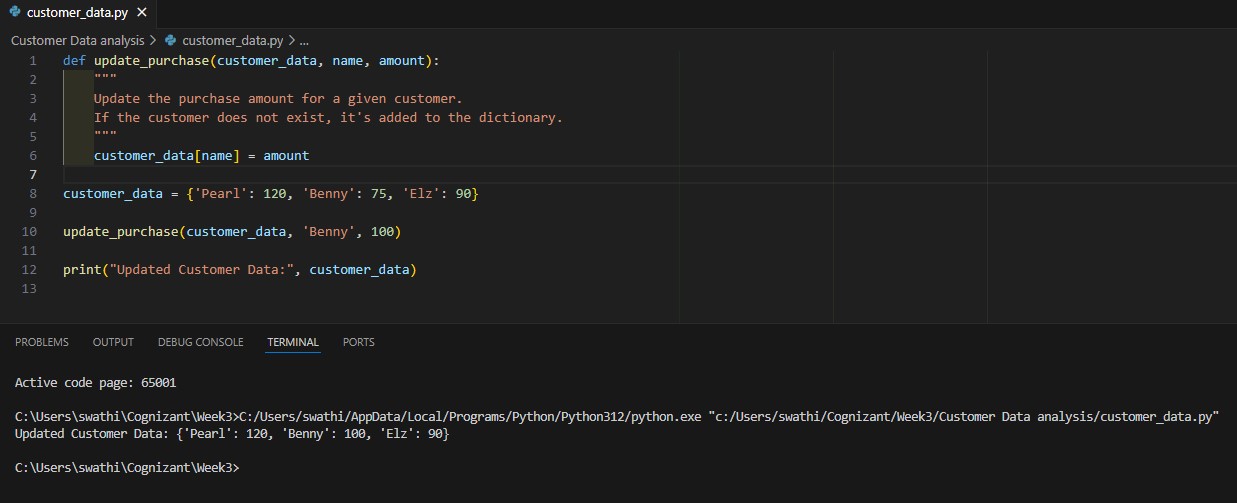 customer_data.py ✕
Customer Data analysis > customer_data.py > ...
1 def update_purchase(customer_data, name, amount):
2     """
3     Update the purchase amount for a given customer.
4     If the customer does not exist, it's added to the dictionary.
5     """
6     customer_data[name] = amount
7
8 customer_data = {'Pearl': 120, 'Benny': 75, 'Elz': 90}
9
10 update_purchase(customer_data, 'Benny', 100)
11
12 print("Updated Customer Data:", customer_data)
13
PROBLEMS OUTPUT DEBUG CONSOLE TERMINAL PORTS
Active code page: 65001
C:\Users\swathi\Cognizant\Week3>C:/Users/swathi/AppData/Local/Programs/Python/Python312/python.exe "c:/Users/swathi/Cognizant/Week3/Customer Data analysis/customer_data.py"
Updated Customer Data: {'Pearl': 120, 'Benny': 100, 'Elz': 90}
C:\Users\swathi\Cognizant\Week3>